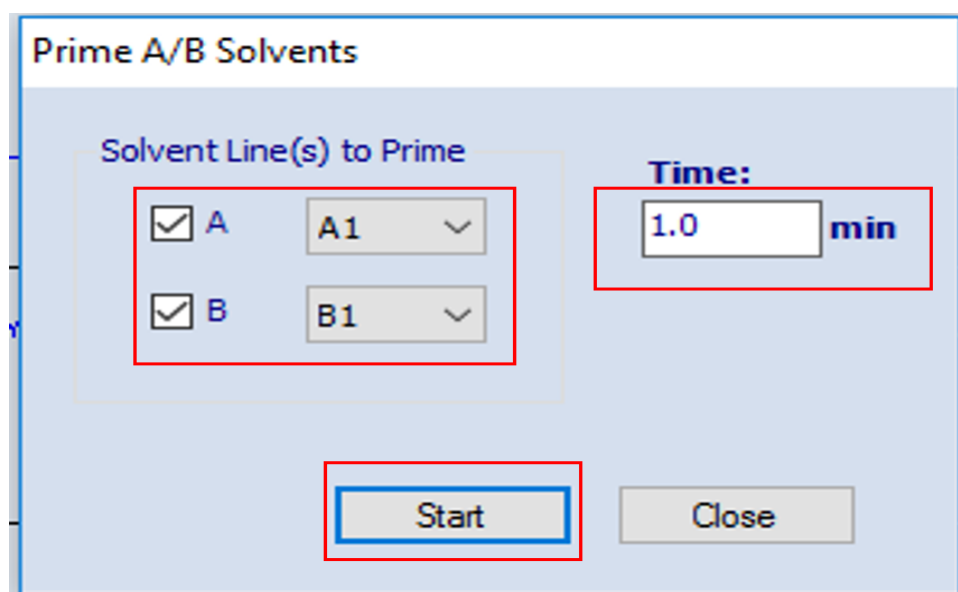 Prime A/B Solvents
Solvent Line(s) to Prime
A A1
B B1
Time:
1.0 min
Start Close